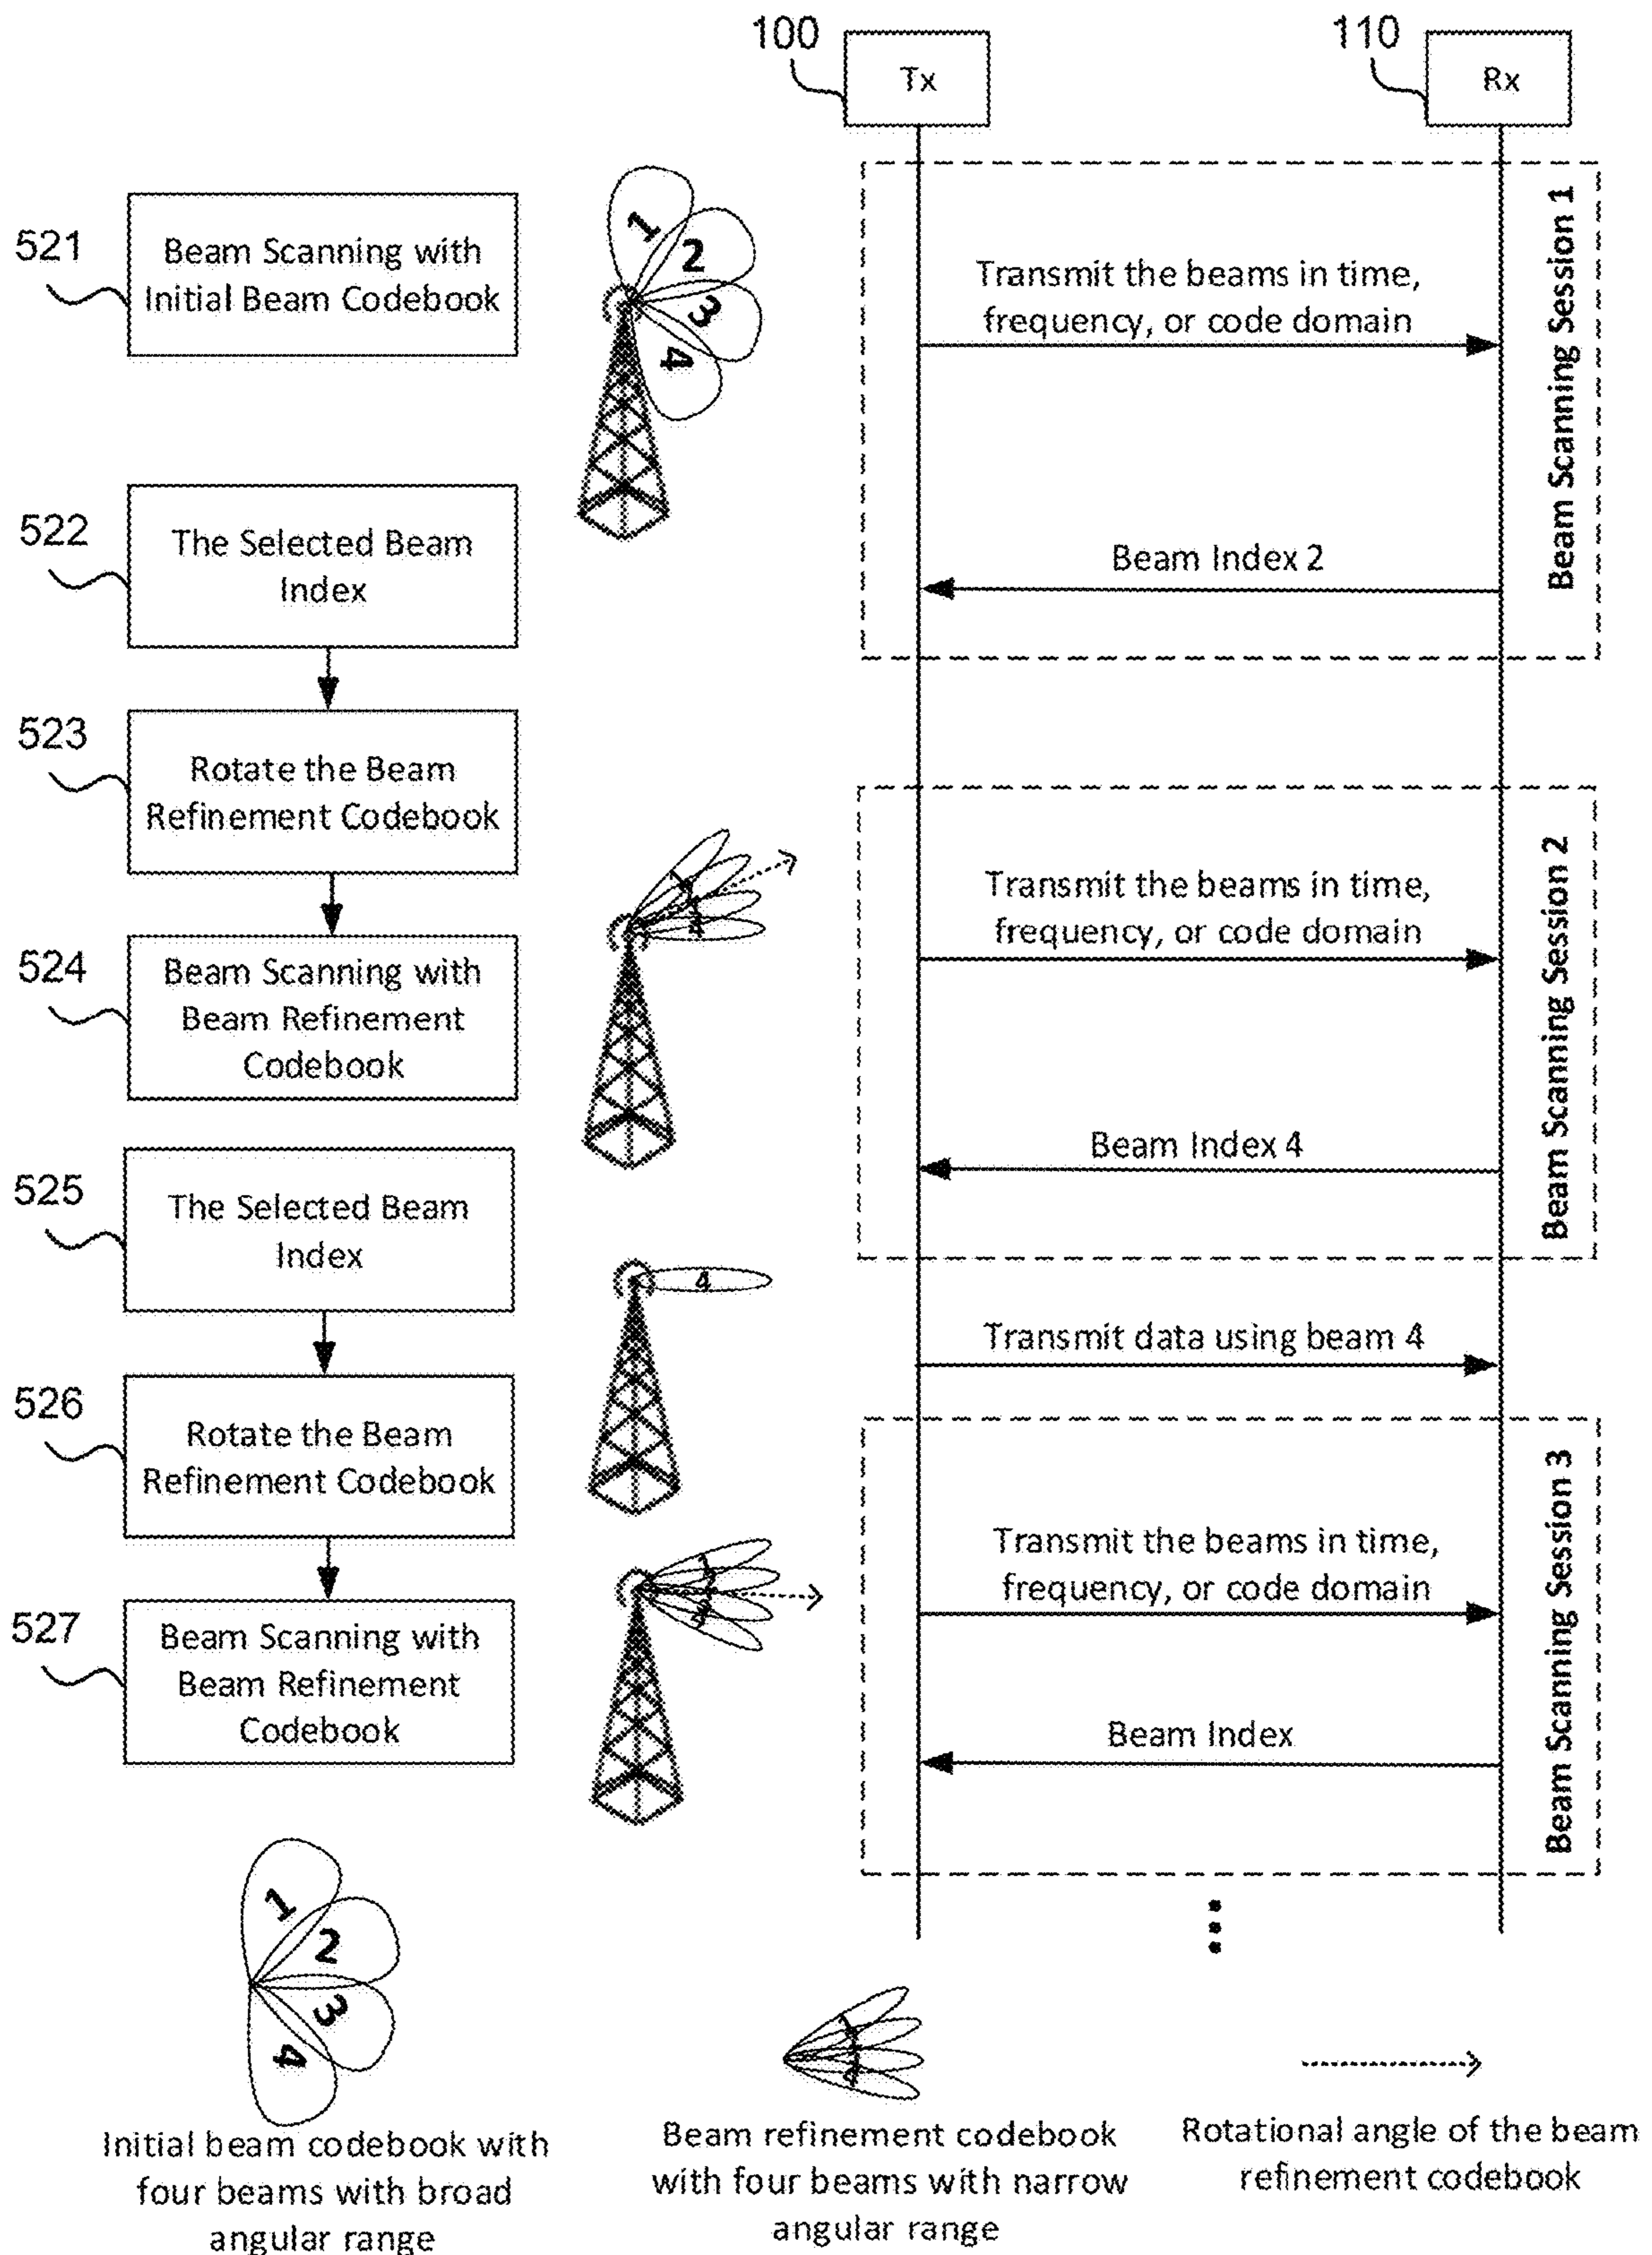 100
Tx
110
Rx
521
Beam Scanning with
Initial Beam Codebook
1
2
3
4
Transmit the beams in time,
frequency, or code domain
Beam Index 2
Beam Scanning Session 1
522
The Selected Beam
Index
523
Rotate the Beam
Refinement Codebook
524
Beam Scanning with
Beam Refinement
Codebook
4
Transmit the beams in time,
frequency, or code domain
Beam Index 4
Beam Scanning Session 2
525
The Selected Beam
Index
4
Transmit data using beam 4
526
Rotate the Beam
Refinement Codebook
527
Beam Scanning with
Beam Refinement
Codebook
Transmit the beams in time,
frequency, or code domain
Beam Index
Beam Scanning Session 3
1
2
3
4
Initial beam codebook with
four beams with broad
angular range
Beam refinement codebook
with four beams with narrow
angular range
Rotational angle of the beam
refinement codebook